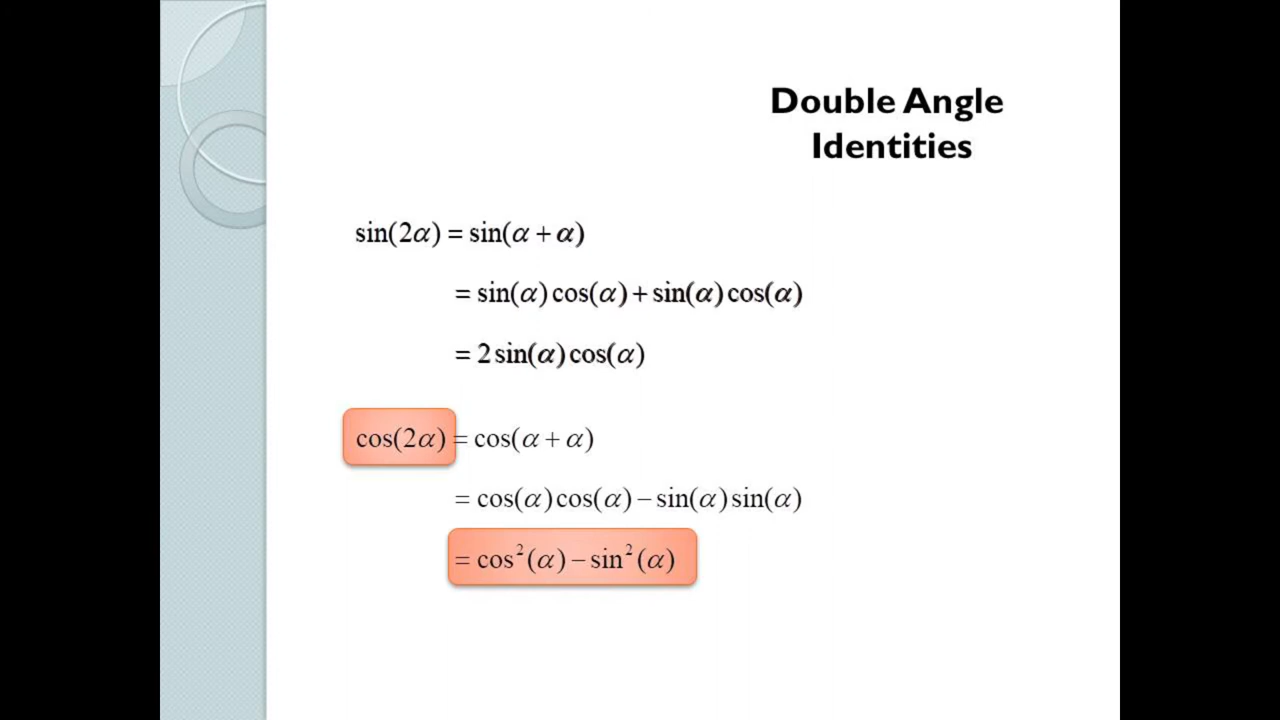 Double Angle
Identities
sin(2α) = sin(α + α)
= sin(α) cos(α) + sin(α) cos(α)
= 2 sin(α) cos(α)
cos(2α) = cos(α + α)
= cos(α) cos(α) − sin(α) sin(α)
= cos²(α) − sin²(α)